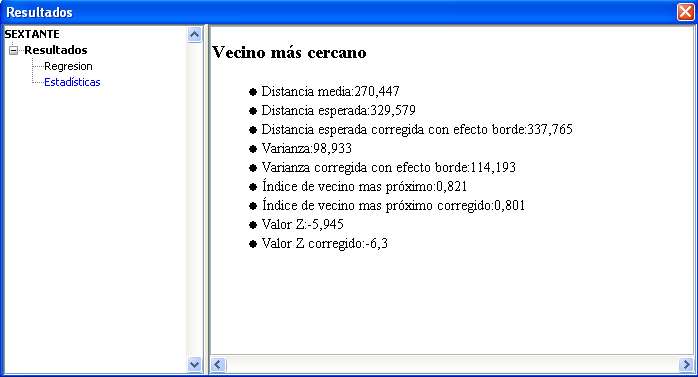 Resultados
SEXTANTE
Resultados
Regresion
Estadísticas
Vecino más cercano
Distancia media:270,447
Distancia esperada:329,579
Distancia esperada corregida con efecto borde:337,765
Varianza:98,933
Varianza corregida con efecto borde:114,193
Índice de vecino mas próximo:0,821
Índice de vecino mas próximo corregido:0,801
Valor Z:-5,945
Valor Z corregido:-6,3